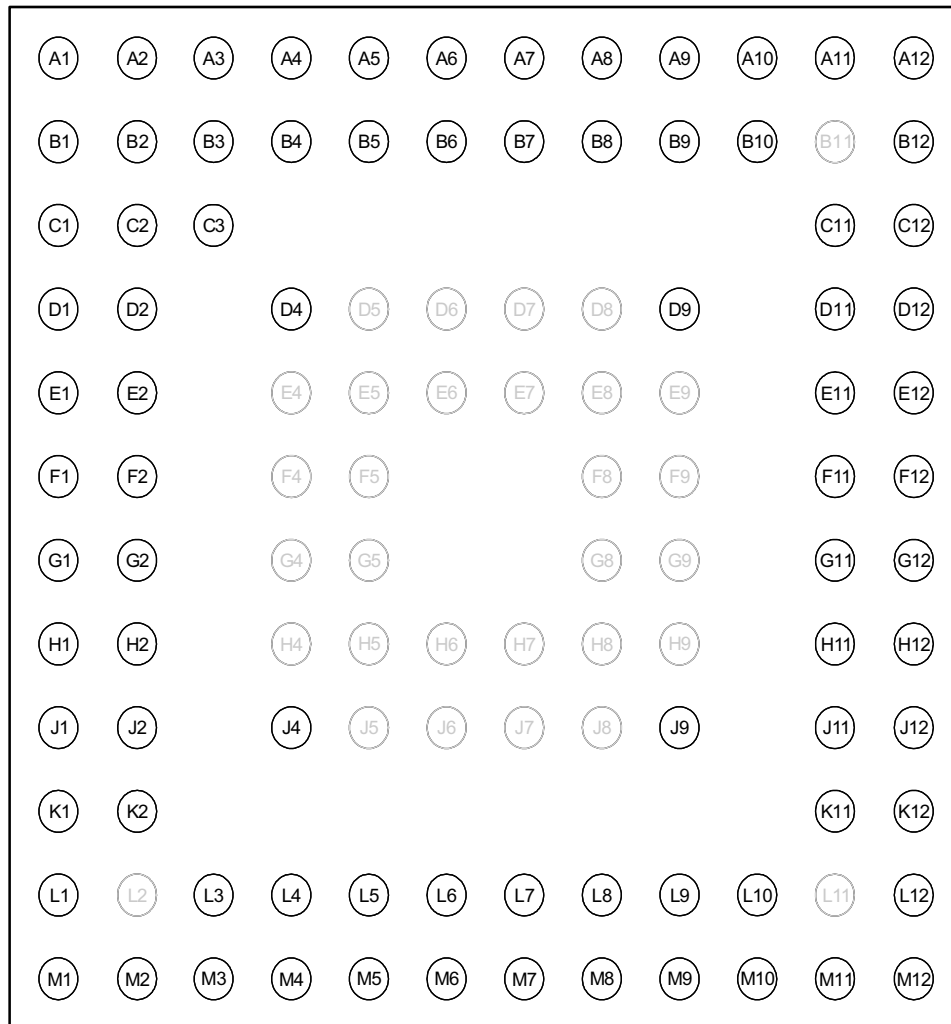 A1 A2 A3 A4 A5 A6 A7 A8 A9 A10 A11 A12
B1 B2 B3 B4 B5 B6 B7 B8 B9 B10 B11 B12
C1 C2 C3 C11 C12
D1 D2 D4 D5 D6 D7 D8 D9 D11 D12
E1 E2 E4 E5 E6 E7 E8 E9 E11 E12
F1 F2 F4 F5 F8 F9 F11 F12
G1 G2 G4 G5 G8 G9 G11 G12
H1 H2 H4 H5 H6 H7 H8 H9 H11 H12
J1 J2 J4 J5 J6 J7 J8 J9 J11 J12
K1 K2 K11 K12
L1 L2 L3 L4 L5 L6 L7 L8 L9 L10 L11 L12
M1 M2 M3 M4 M5 M6 M7 M8 M9 M10 M11 M12